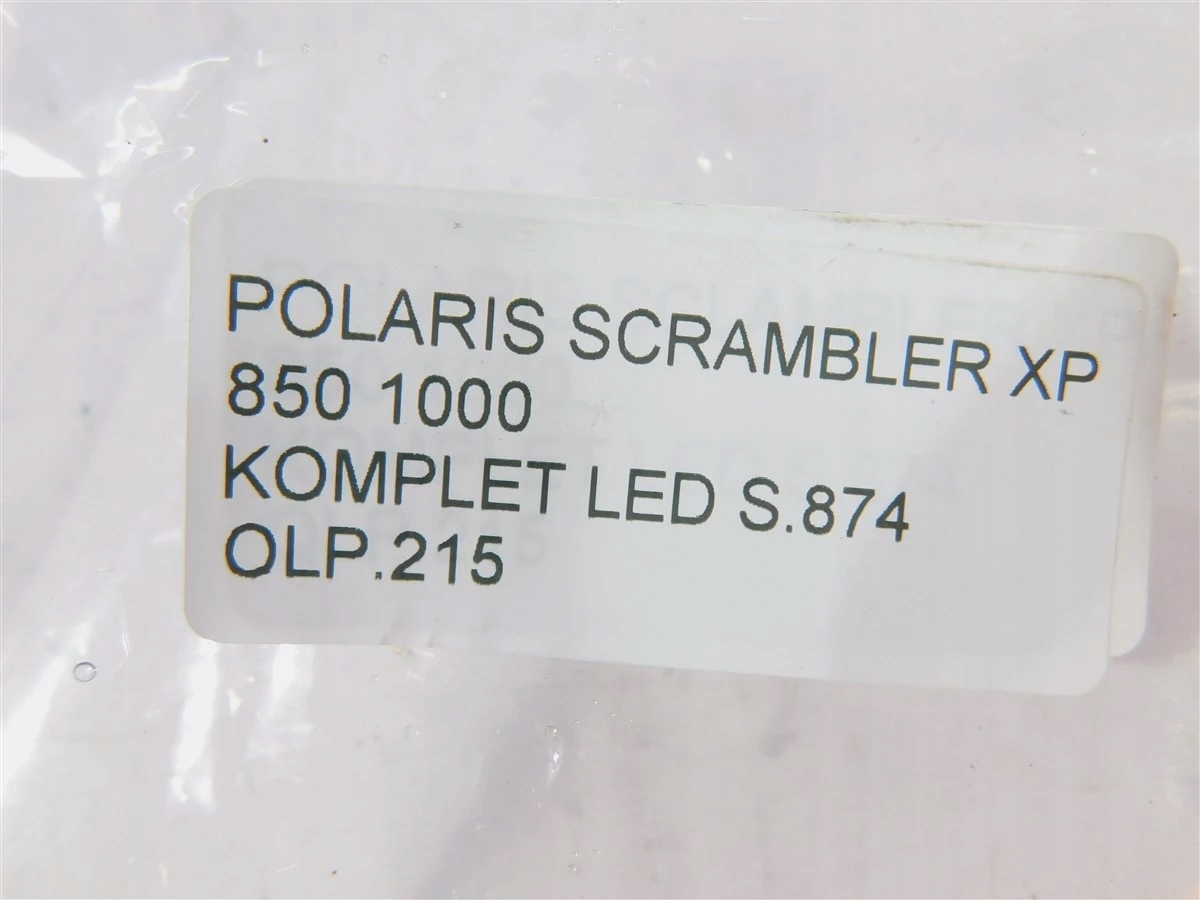 POLARIS SCRAMBLER XP
850 1000
KOMPLET LED S.874
OLP.215